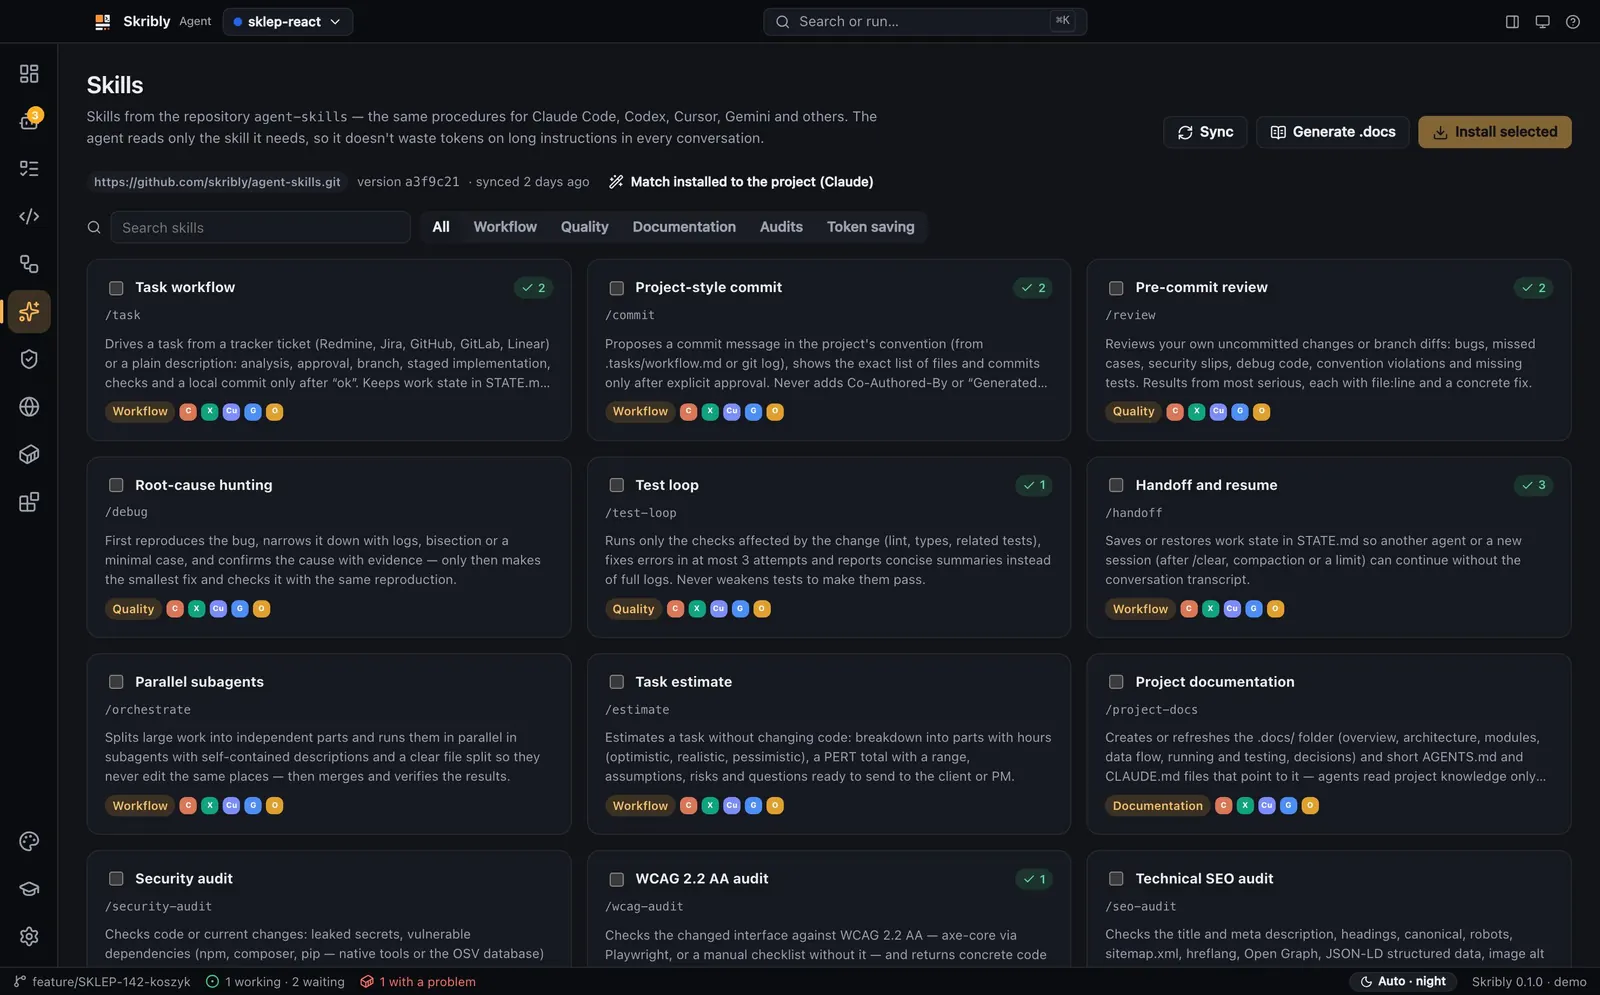 Skribly Agent sklep-react Search or run... ⌘K
3
Skills
Skills from the repository agent-skills — the same procedures for Claude Code, Codex, Cursor, Gemini and others. The
agent reads only the skill it needs, so it doesn't waste tokens on long instructions in every conversation.
Sync Generate .docs Install selected
https://github.com/skribly/agent-skills.git version a3f9c21 · synced 2 days ago Match installed to the project (Claude)
Search skills All Workflow Quality Documentation Audits Token saving
Task workflow 2
/task
Drives a task from a tracker ticket (Redmine, Jira, GitHub, GitLab, Linear)
or a plain description: analysis, approval, branch, staged implementation,
checks and a local commit only after “ok”. Keeps work state in STATE.m...
Workflow C X Cu G O
Project-style commit 2
/commit
Proposes a commit message in the project's convention (from
.tasks/workflow.md or git log), shows the exact list of files and commits
only after explicit approval. Never adds Co-Authored-By or “Generated...
Workflow C X Cu G O
Pre-commit review 2
/review
Reviews your own uncommitted changes or branch diffs: bugs, missed
cases, security slips, debug code, convention violations and missing
tests. Results from most serious, each with file:line and a concrete fix.
Quality C X Cu G O
Root-cause hunting
/debug
First reproduces the bug, narrows it down with logs, bisection or a
minimal case, and confirms the cause with evidence — only then makes
the smallest fix and checks it with the same reproduction.
Quality C X Cu G O
Test loop 1
/test-loop
Runs only the checks affected by the change (lint, types, related tests),
fixes errors in at most 3 attempts and reports concise summaries instead
of full logs. Never weakens tests to make them pass.
Quality C X Cu G O
Handoff and resume 3
/handoff
Saves or restores work state in STATE.md so another agent or a new
session (after /clear, compaction or a limit) can continue without the
conversation transcript.
Workflow C X Cu G O
Parallel subagents
/orchestrate
Splits large work into independent parts and runs them in parallel in
subagents with self-contained descriptions and a clear file split so they
never edit the same places — then merges and verifies the results.
Workflow C X Cu G O
Task estimate
/estimate
Estimates a task without changing code: breakdown into parts with hours
(optimistic, realistic, pessimistic), a PERT total with a range,
assumptions, risks and questions ready to send to the client or PM.
Workflow C X Cu G O
Project documentation
/project-docs
Creates or refreshes the .docs/ folder (overview, architecture, modules,
data flow, running and testing, decisions) and short AGENTS.md and
CLAUDE.md files that point to it — agents read project knowledge only...
Documentation C X Cu G O
Security audit
/security-audit
Checks code or current changes: leaked secrets, vulnerable
dependencies (npm, composer, pip — native tools or the OSV database)
WCAG 2.2 AA audit 1
/wcag-audit
Checks the changed interface against WCAG 2.2 AA — axe-core via
Playwright, or a manual checklist without it — and returns concrete code
Technical SEO audit
/seo-audit
Checks the title and meta description, headings, canonical, robots,
sitemap.xml, hreflang, Open Graph, JSON-LD structured data, image alt
feature/SKLEP-142-koszyk 1 working · 2 waiting 1 with a problem Auto · night Skribly 0.1.0 · demo